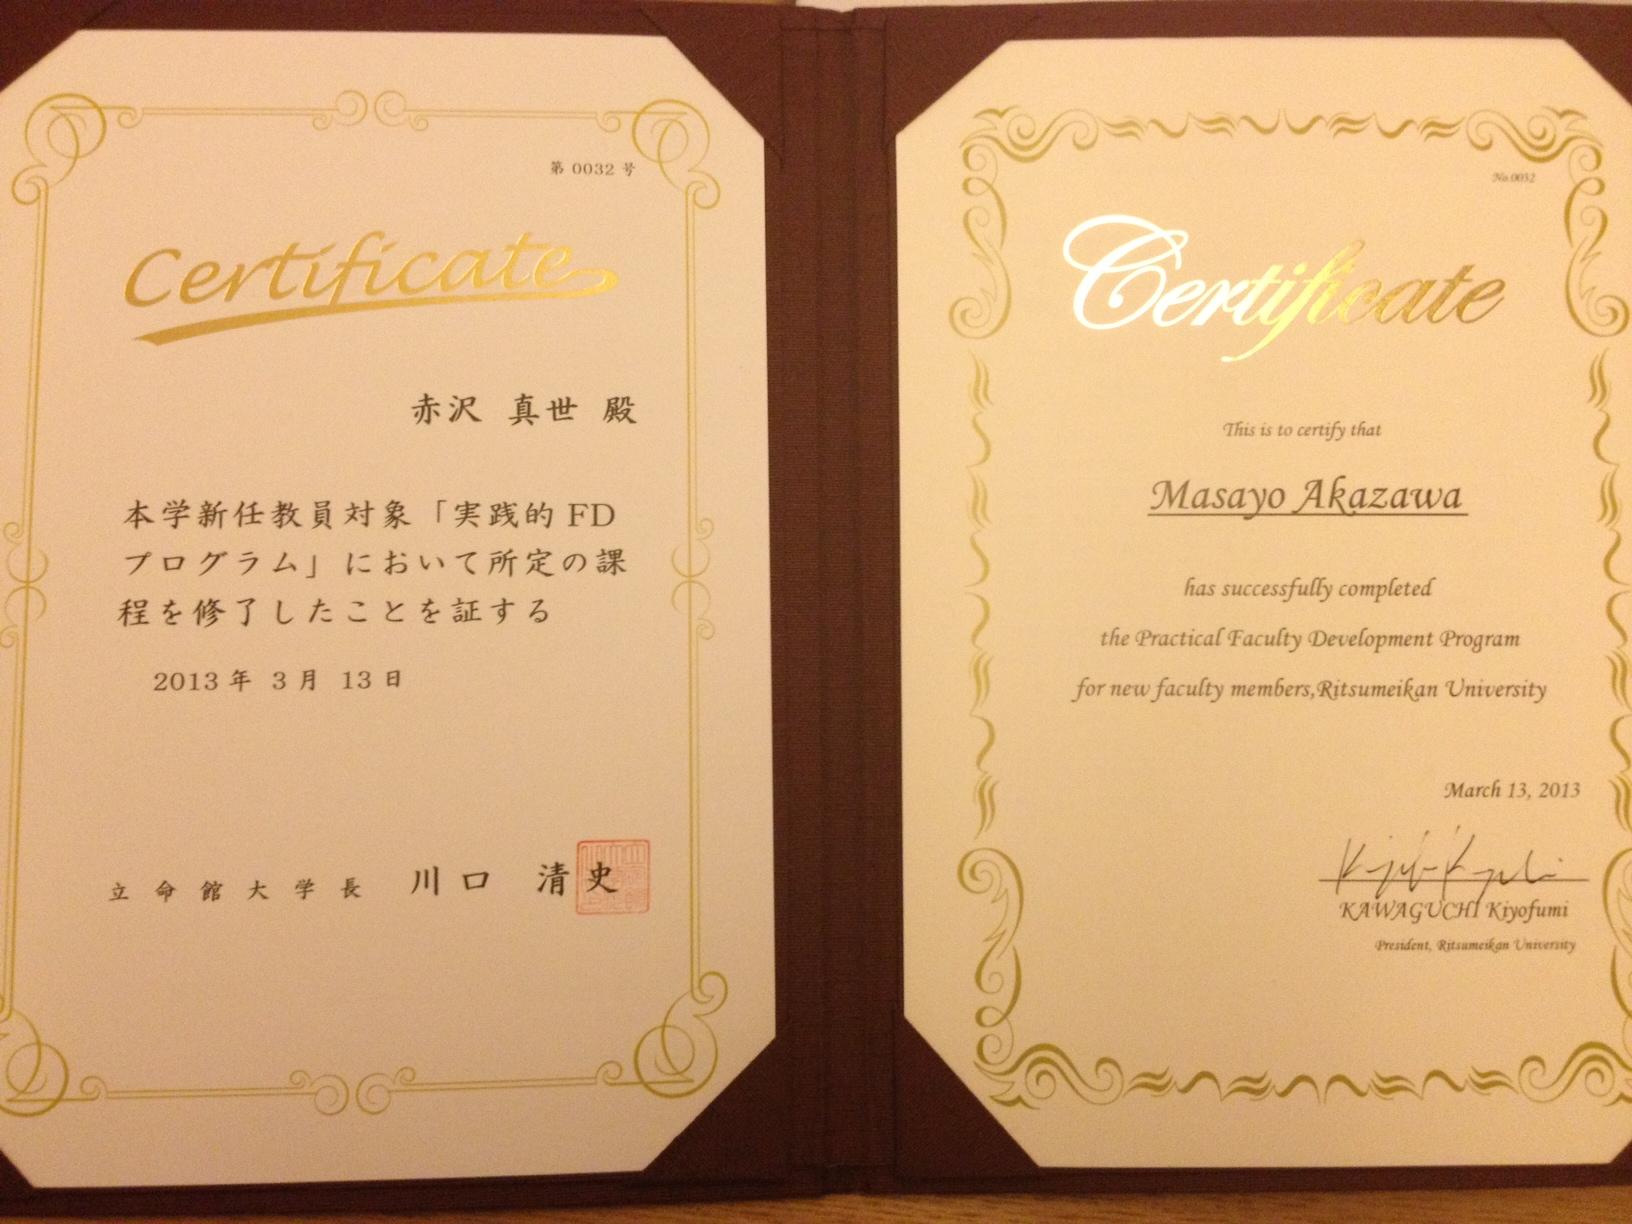 第 0032 号
Certificate
赤沢 真世 殿
本学新任教員対象「実践的 FD
プログラム」において所定の課
程を修了したことを証する
2013 年 3 月 13 日
立命館大学長 川口 清史
No.0032
Certificate
This is to certify that
Masayo Akazawa
has successfully completed
the Practical Faculty Development Program
for new faculty members,Ritsumeikan University
March 13, 2013
KAWAGUCHI Kiyofumi
President, Ritsumeikan University